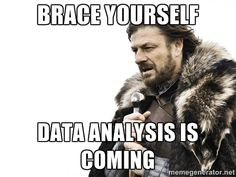 BRACE YOURSELF
DATA ANALYSIS IS
COMING
memegenerator.net